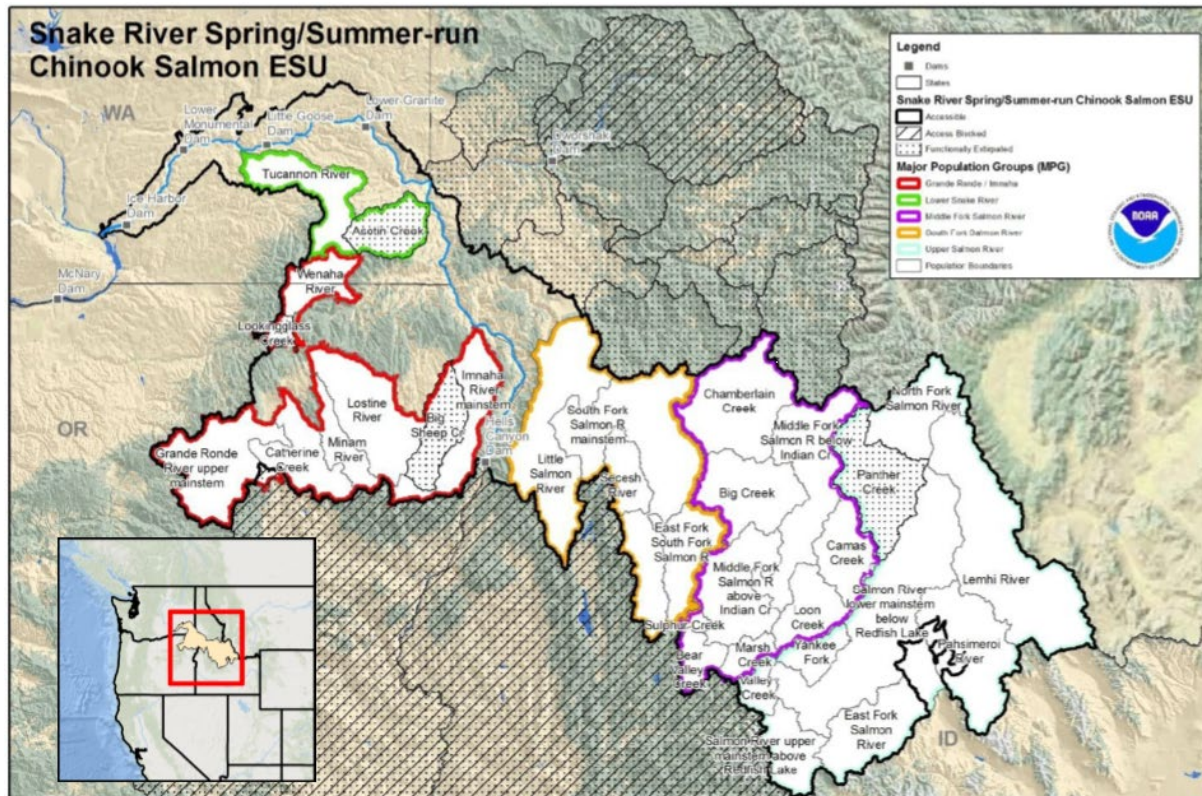 Snake River Spring/Summer-run
Chinook Salmon ESU
WA
Lower
Monumental
Dam
Little Goose
Dam
Lower Granite
Dam
Ice Harbor
Dam
McNary
Dam
Dworshak
Dam
Tucannon River
Asotin Creek
Wenaha
River
Lookingglass
Creek
OR
Grande Ronde
River upper
mainstem
Catherine
Creek
Minam
River
Lostine
River
Big
Sheep Cr
Imnaha
River
mainstem
Hells
Canyon
Dam
Little
Salmon
River
South Fork
Salmon R
mainstem
Secesh
River
East Fork
South Fork
Salmon R
Chamberlain
Creek
Middle Fork
Salmon R below
Indian Cr
Big Creek
Middle Fork
Salmon R
above
Indian Cr
Camas
Creek
Loon
Creek
Sulphur Creek
Bear
Valley
Creek
Marsh
Creek
North Fork
Salmon River
Panther
Creek
Lemhi River
Salmon River
lower mainstem
below
Redfish Lake
Pahsimeroi
River
Yankee
Fork
Valley
Creek
East Fork
Salmon
River
Salmon River upper
mainstem above
Redfish Lake
ID
Legend
Dams
States
Snake River Spring/Summer-run Chinook Salmon ESU
Accessible
Access Blocked
Functionally Extirpated
Major Population Groups (MPG)
Grande Ronde / Imnaha
Lower Snake River
Middle Fork Salmon River
South Fork Salmon River
Upper Salmon River
Population Boundaries
NOAA